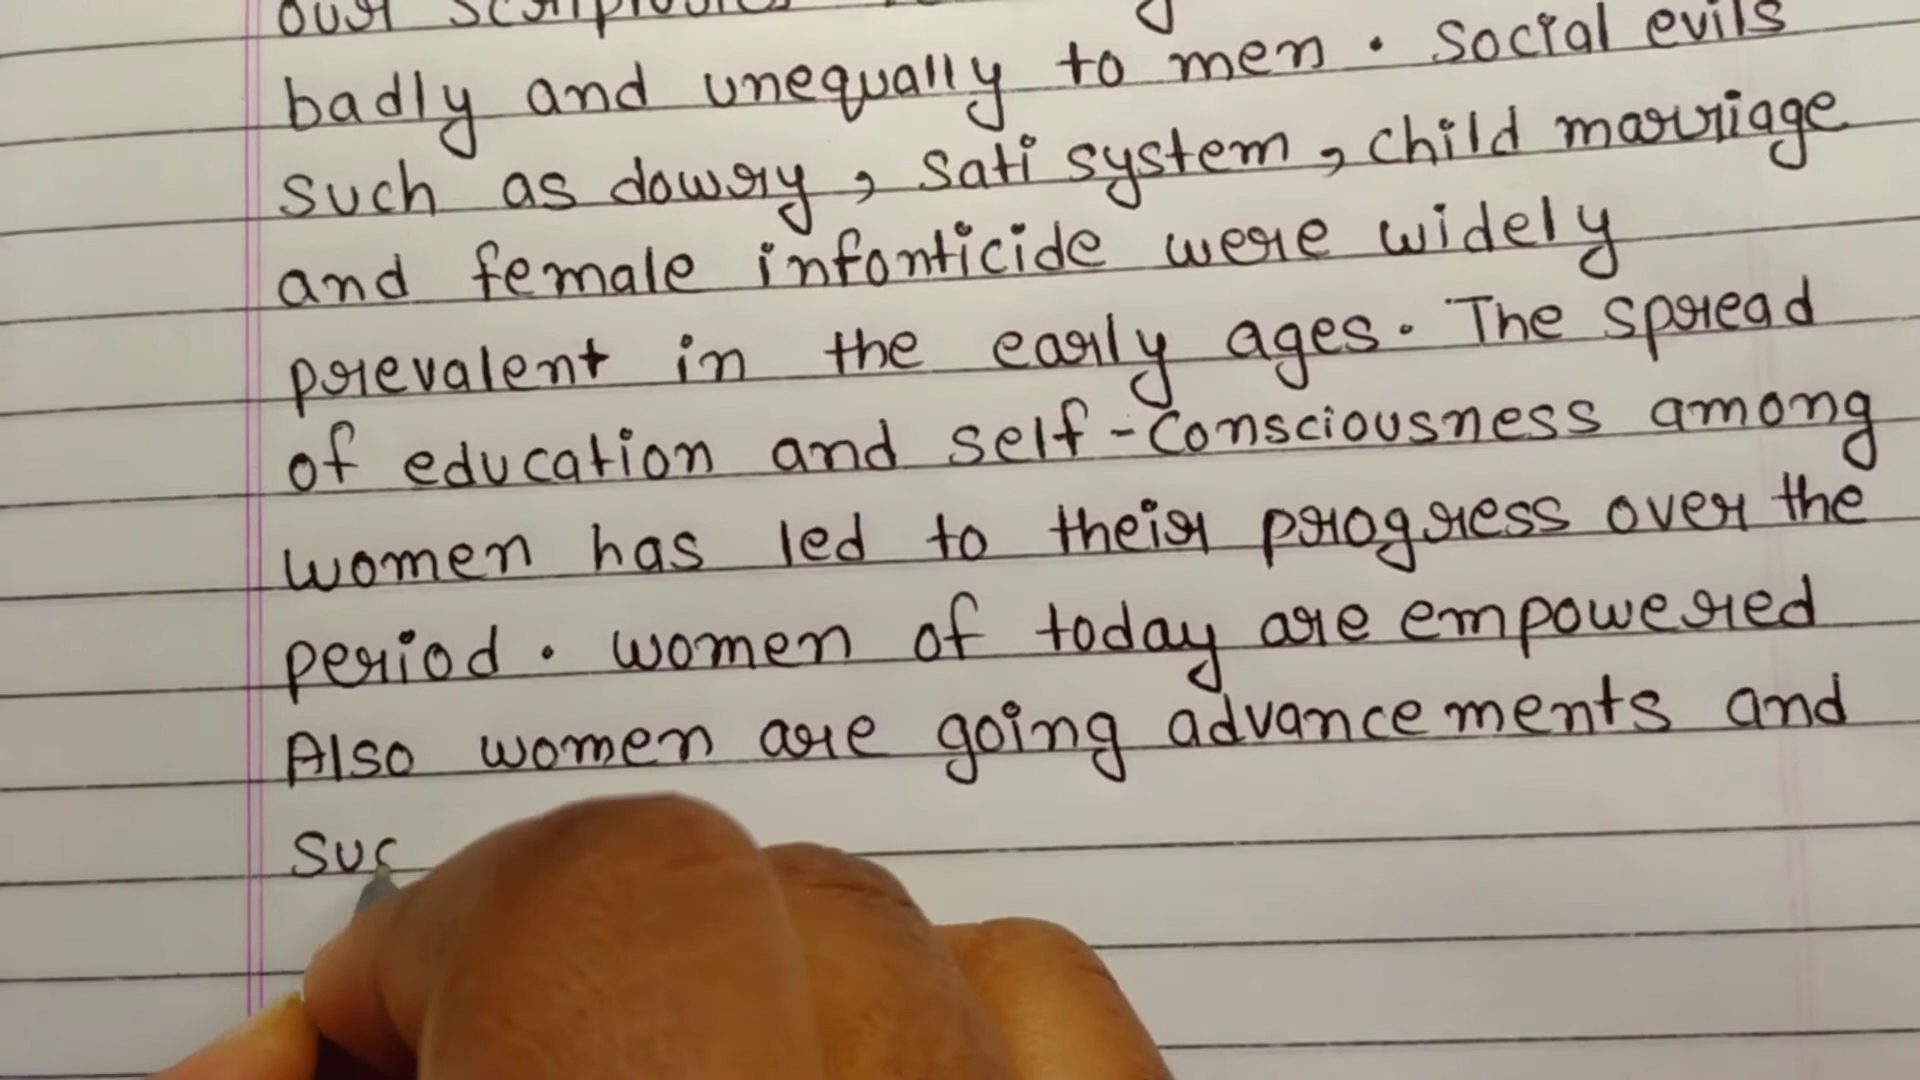 our
badly and unequally to men. Social evils
such as dowry, sati system, child marriage
and female infonticide were widely
prevalent in the early ages. The spread
of education and self-consciousness among
women has led to their progress over the
period. women of today are empowered
Also women are going advancements and
suc